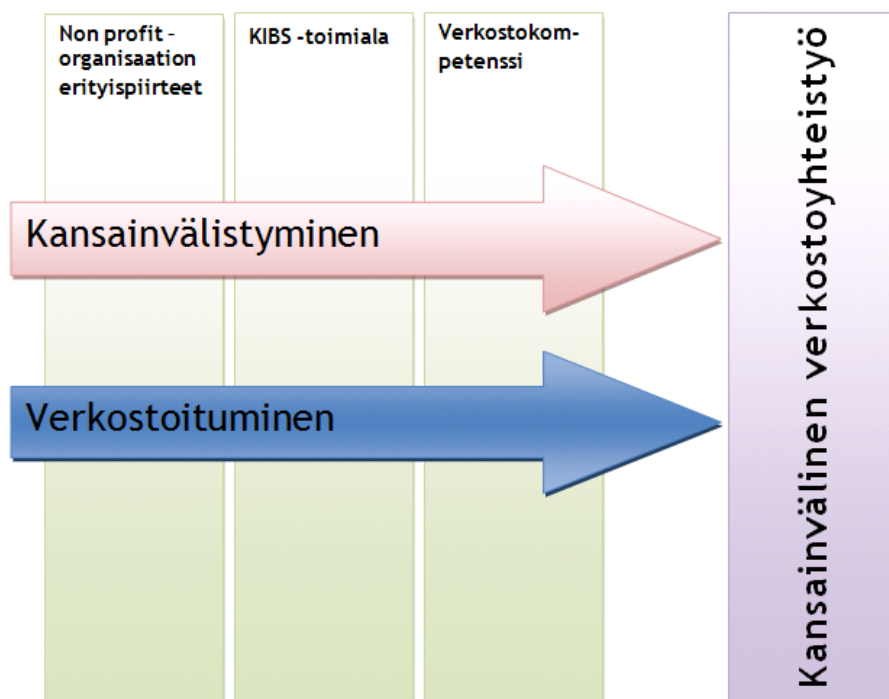 Non profit –
organisaation
erityispiirteet
KIBS -toimiala
Verkostokom-
petenssi
Kansainvälistyminen
Verkostoituminen
Kansainvälinen verkostoyhteistyö